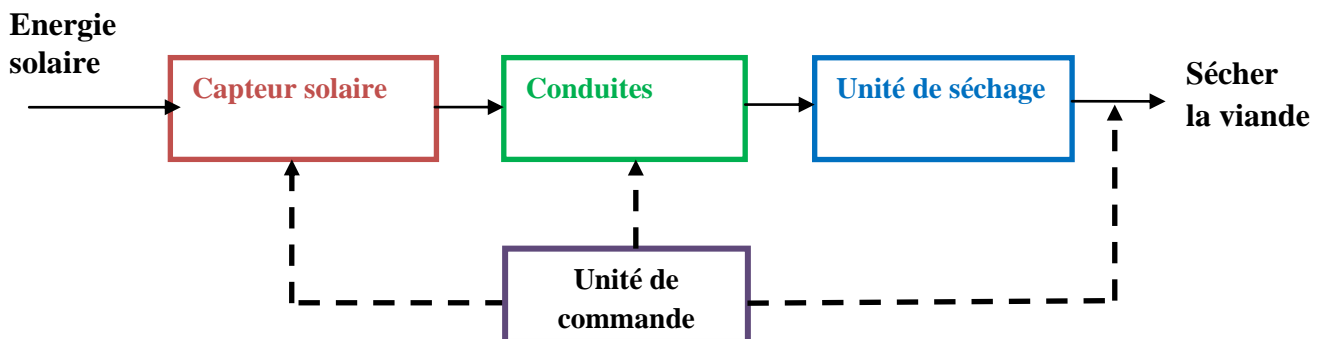 Energie
solaire
Capteur solaire
Conduites
Unité de séchage
Sécher
la viande
Unité de
commande